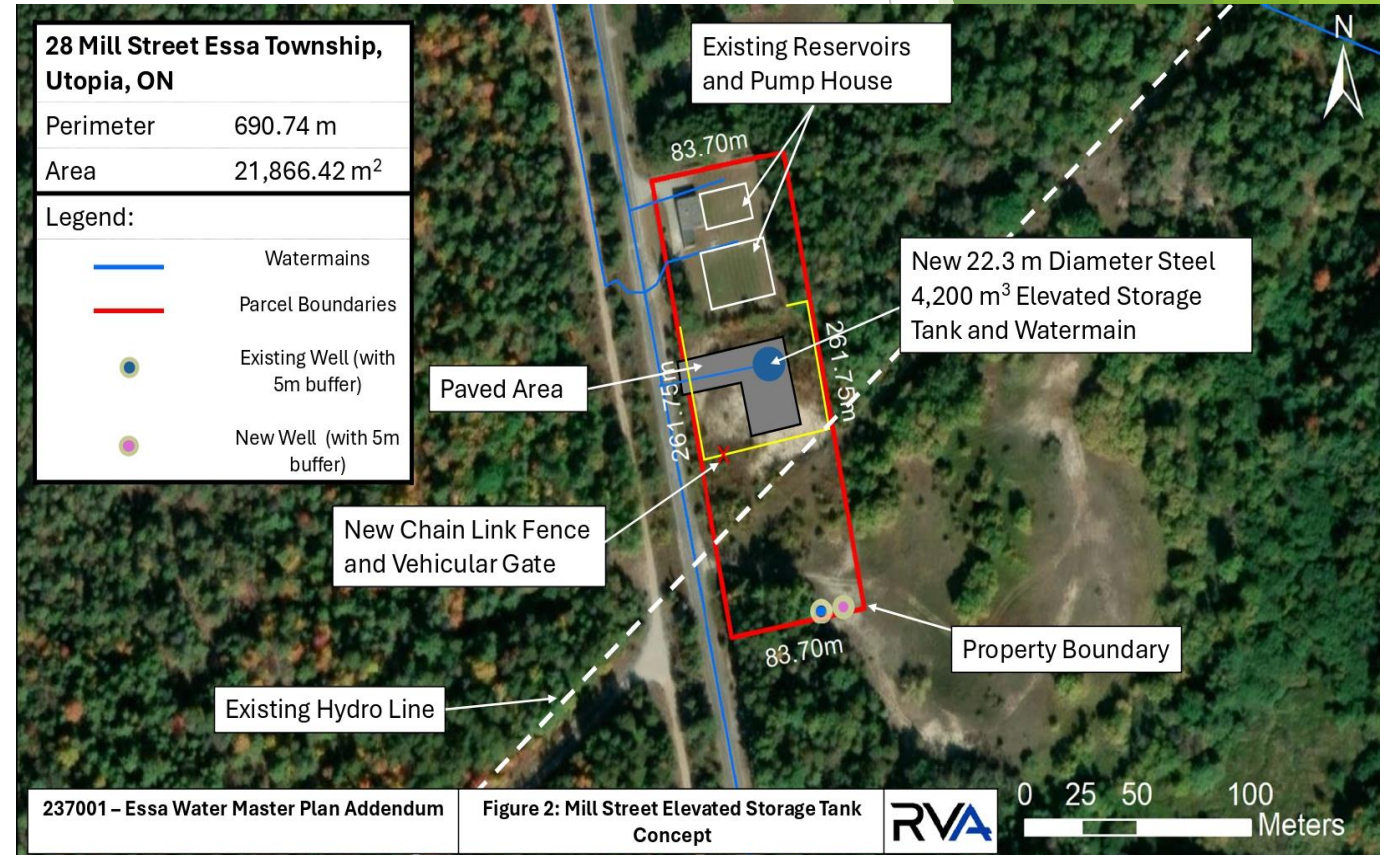 28 Mill Street Essa Township,
Utopia, ON
Perimeter 690.74 m
Area 21,866.42 m²
Legend:
Watermains
Parcel Boundaries
Existing Well (with
5m buffer)
New Well (with 5m
buffer)
Existing Reservoirs
and Pump House
N
83.70m
New 22.3 m Diameter Steel
4,200 m³ Elevated Storage
Tank and Watermain
261.75m
261.75m
Paved Area
New Chain Link Fence
and Vehicular Gate
83.70m
Property Boundary
Existing Hydro Line
237001 – Essa Water Master Plan Addendum
Figure 2: Mill Street Elevated Storage Tank
Concept
RVA
0 25 50 100
Meters